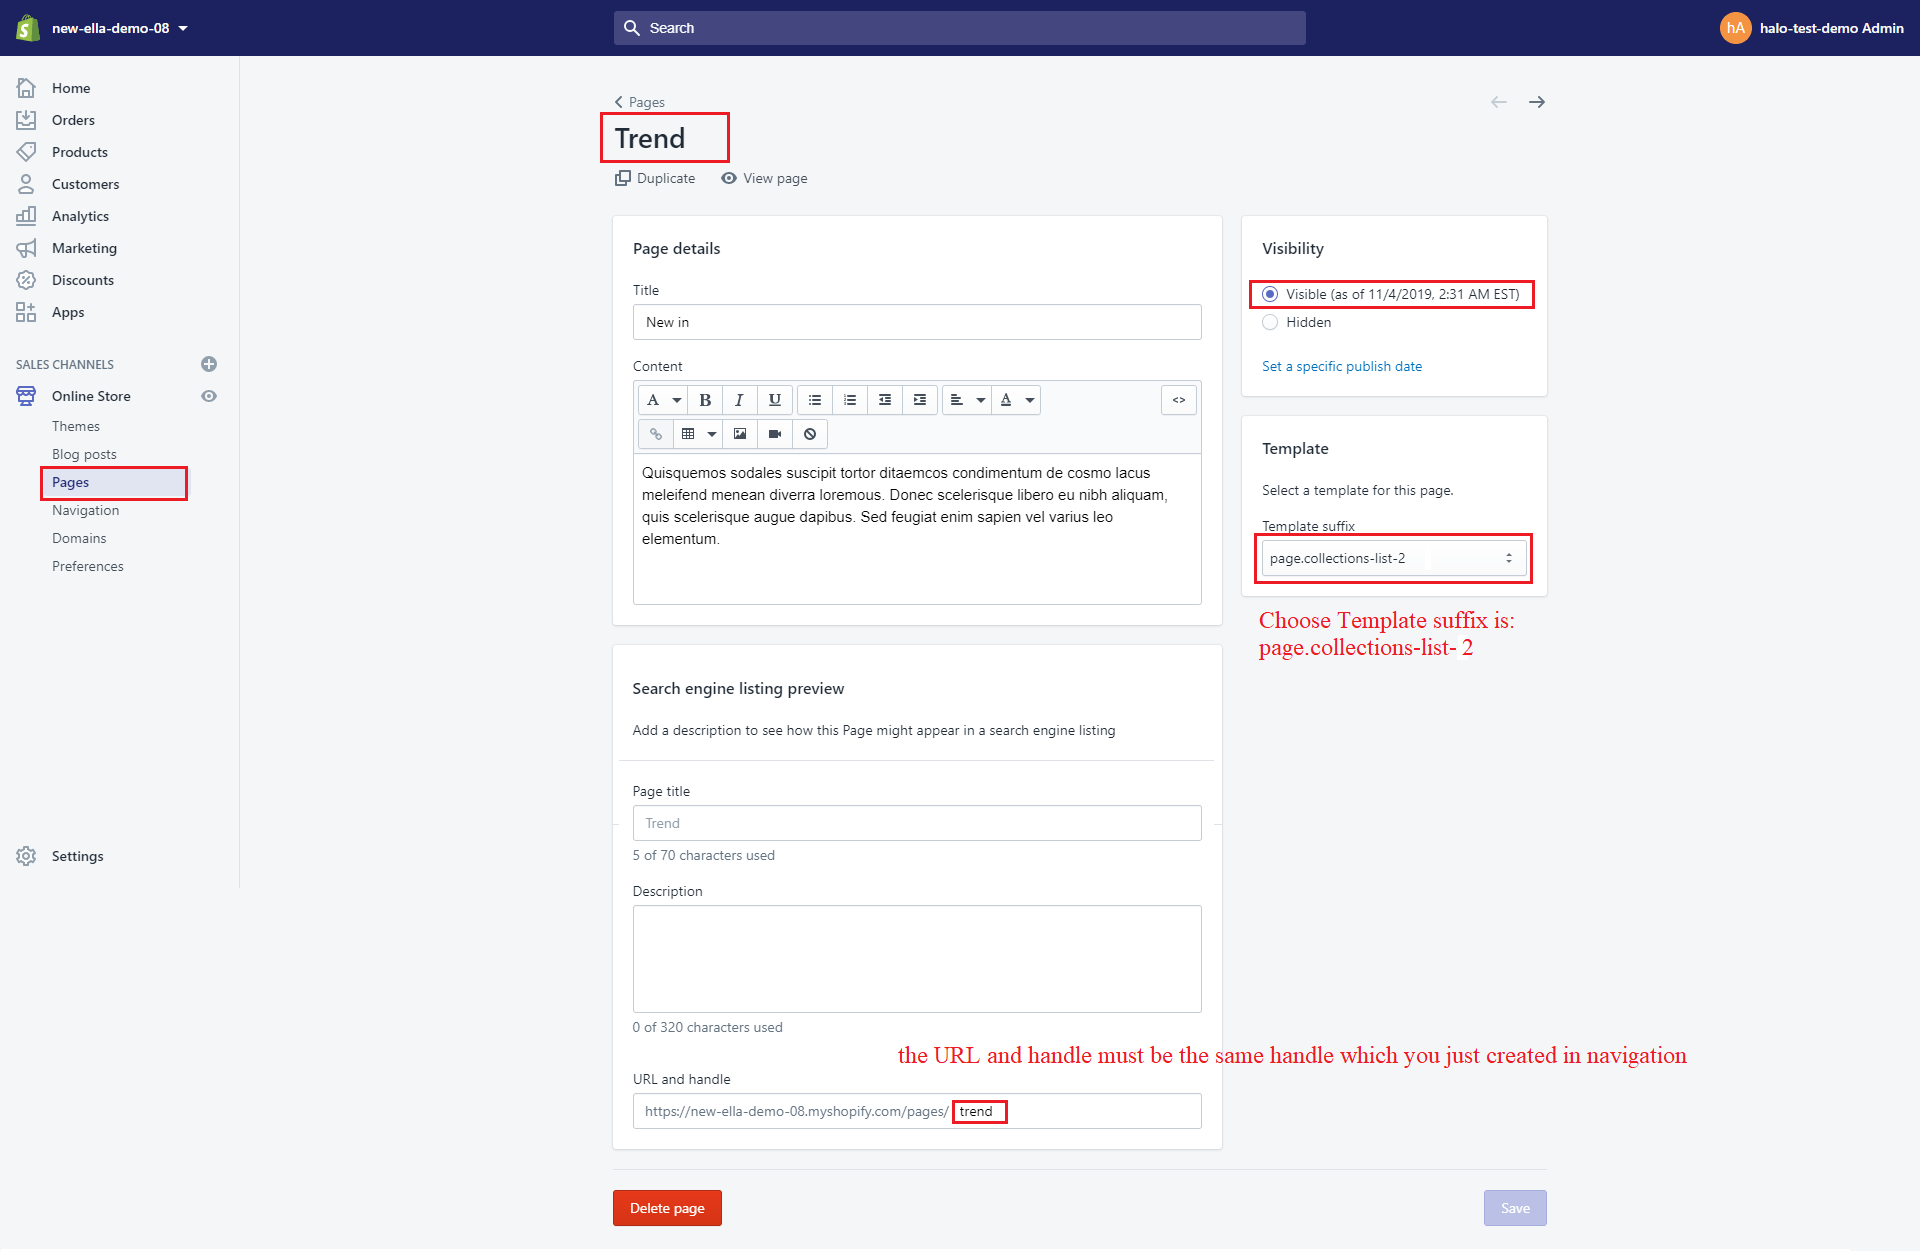 new-ella-demo-08
Search
hA
halo-test-demo Admin
Home
Orders
Products
Customers
Analytics
Marketing
Discounts
Apps
SALES CHANNELS
Online Store
Themes
Blog posts
Pages
Navigation
Domains
Preferences
Settings
Pages
Trend
Duplicate
View page
Page details
Title
New in
Content
A
B
I
U
A
<>
Quisquemos sodales suscipit tortor ditaemcos condimentum de cosmo lacus
meleifend menean diverra loremous. Donec scelerisque libero eu nibh aliquam,
quis scelerisque augue dapibus. Sed feugiat enim sapien vel varius leo
elementum.
Visibility
Visible (as of 11/4/2019, 2:31 AM EST)
Hidden
Set a specific publish date
Template
Select a template for this page.
Template suffix
page.collections-list-2
Choose Template suffix is:
page.collections-list- 2
Search engine listing preview
Add a description to see how this Page might appear in a search engine listing
Page title
Trend
5 of 70 characters used
Description
0 of 320 characters used
the URL and handle must be the same handle which you just created in navigation
URL and handle
https://new-ella-demo-08.myshopify.com/pages/ trend
Delete page
Save